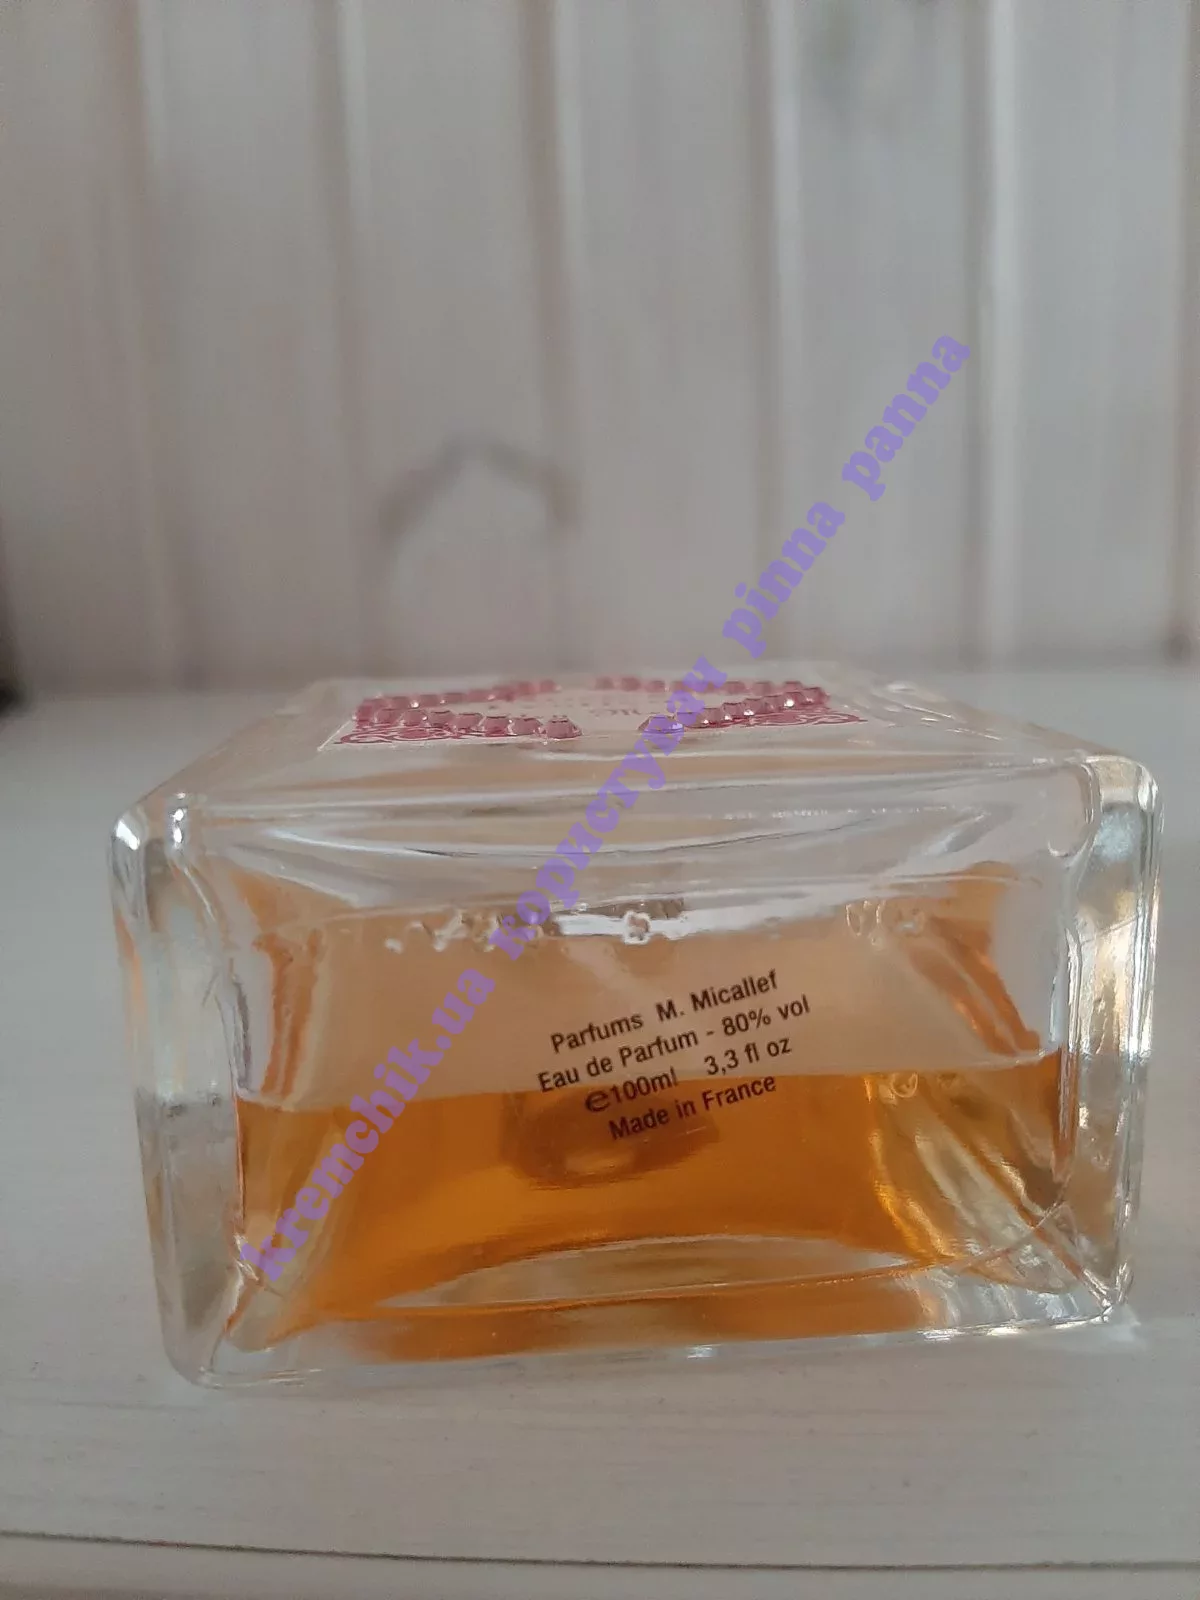 Parfums M. Micallef
Eau de Parfum - 80% vol
e100ml 3,3 fl oz
Made in France
kremchik.ua користувач pinna panna